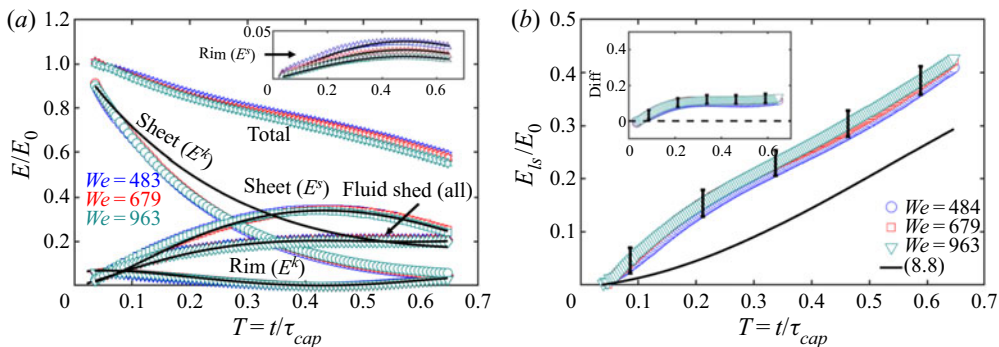 (a)
1.2
1.0
0.8
0.6
0.4
0.2
0
E/E₀
0.05
Rim (Eˢ)
0
0
0.2
0.4
0.6
Total
Sheet (Eᵏ)
We = 483
We = 679
We = 963
Sheet (Eˢ)
Fluid shed (all)
Rim (Eᵏ)
0 0.1 0.2 0.3 0.4 0.5 0.6 0.7
T = t/τcap
(b)
0.5
0.4
0.3
0.2
0.1
0
Els/E₀
0.4
0.2
0
Diff
0 0.2 0.4 0.6
We = 484
We = 679
We = 963
(8.8)
0 0.1 0.2 0.3 0.4 0.5 0.6 0.7
T = t/τcap